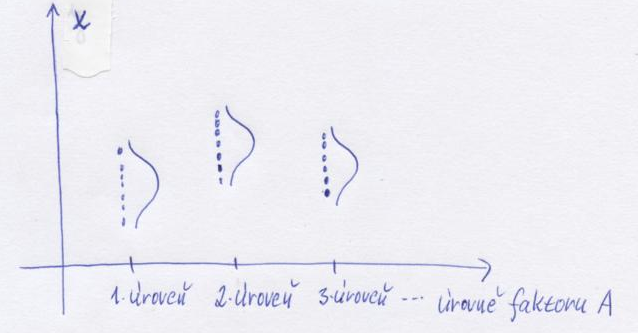 x
1. úroveň 2. úroveň 3. úroveň ... úrovně faktoru A